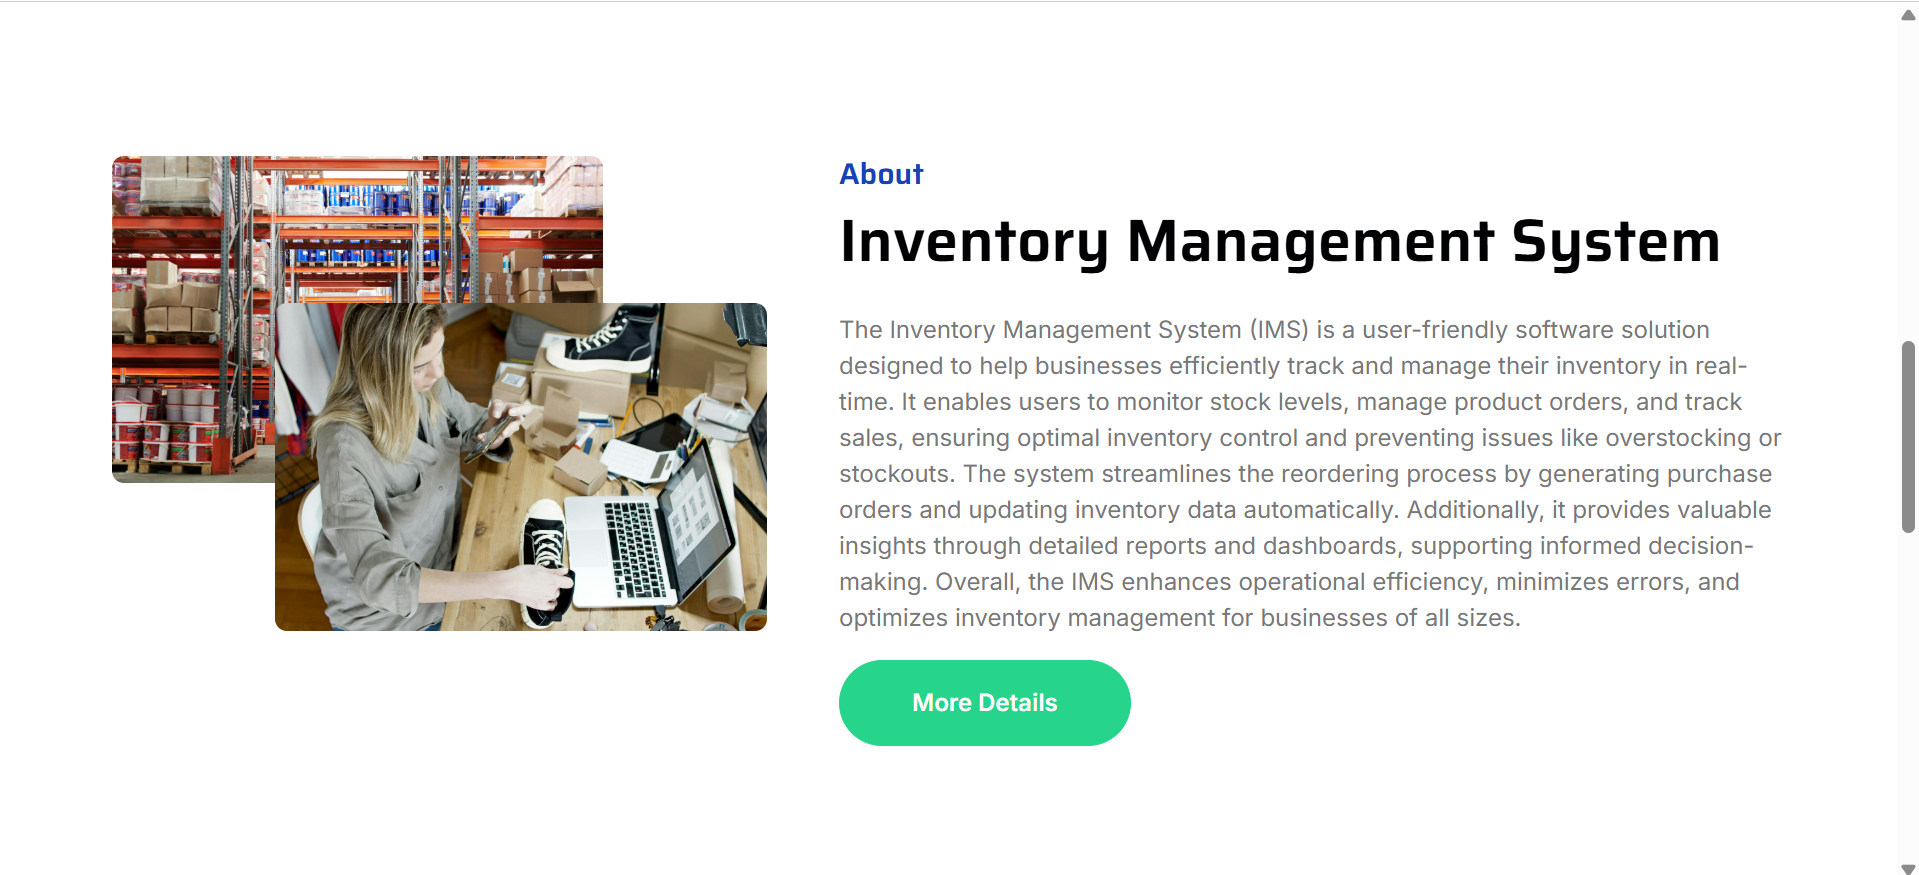 About
Inventory Management System
The Inventory Management System (IMS) is a user-friendly software solution
designed to help businesses efficiently track and manage their inventory in real-
time. It enables users to monitor stock levels, manage product orders, and track
sales, ensuring optimal inventory control and preventing issues like overstocking or
stockouts. The system streamlines the reordering process by generating purchase
orders and updating inventory data automatically. Additionally, it provides valuable
insights through detailed reports and dashboards, supporting informed decision-
making. Overall, the IMS enhances operational efficiency, minimizes errors, and
optimizes inventory management for businesses of all sizes.
More Details